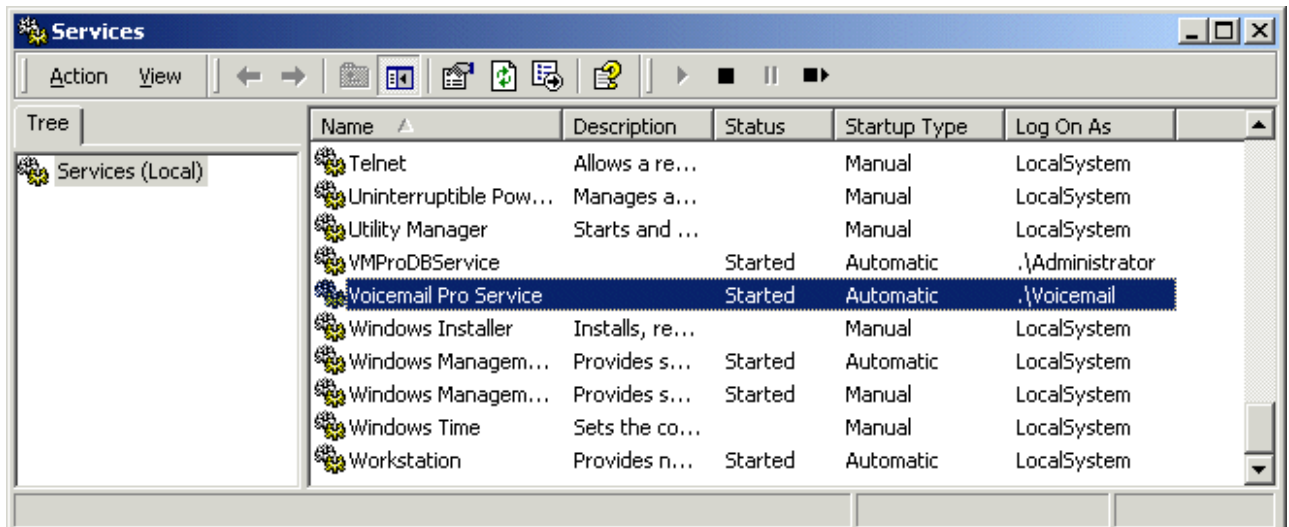 Services
Action View
Tree
Name Description Status Startup Type Log On As
Services (Local)
Telnet Allows a re... Manual LocalSystem
Uninterruptible Pow... Manages a... Manual LocalSystem
Utility Manager Starts and ... Manual LocalSystem
VMProDBService Started Automatic .\Administrator
Voicemail Pro Service Started Automatic .\Voicemail
Windows Installer Installs, re... Manual LocalSystem
Windows Managem... Provides s... Started Automatic LocalSystem
Windows Managem... Provides s... Started Manual LocalSystem
Windows Time Sets the co... Manual LocalSystem
Workstation Provides n... Started Automatic LocalSystem